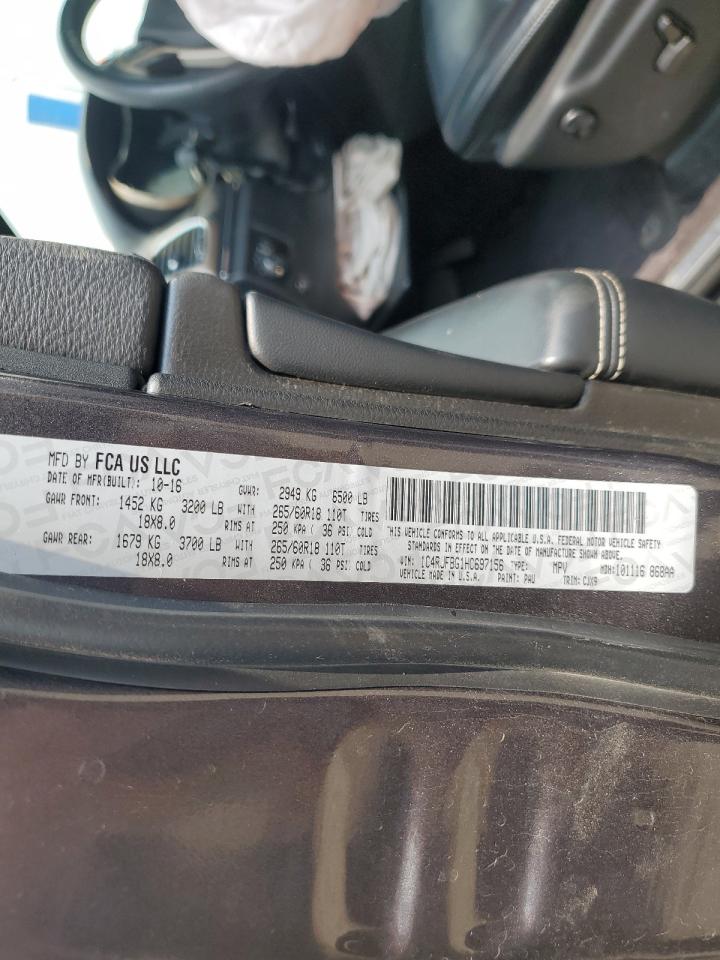 MFD BY FCA US LLC
DATE OF MFR(BUILT): 10-16 GVWR: 2949 KG 6500 LB
GAWR FRONT: 1452 KG 3200 LB WITH 265/60R18 110T TIRES
18X8.0 RIMS AT 250 KPA ( 36 PSI) COLD
GAWR REAR: 1679 KG 3700 LB WITH 265/60R18 110T TIRES
18X8.0 RIMS AT 250 KPA ( 36 PSI) COLD
THIS VEHICLE CONFORMS TO ALL APPLICABLE U.S.A. FEDERAL MOTOR VEHICLE SAFETY
STANDARDS IN EFFECT ON THE DATE OF MANUFACTURE SHOWN ABOVE.
VIN: 1C4RJFBG1HC697156 TYPE: MPV MDH:101116 868AA
VEHICLE MADE IN U.S.A. PAINT: PAU TRIM: CJX9